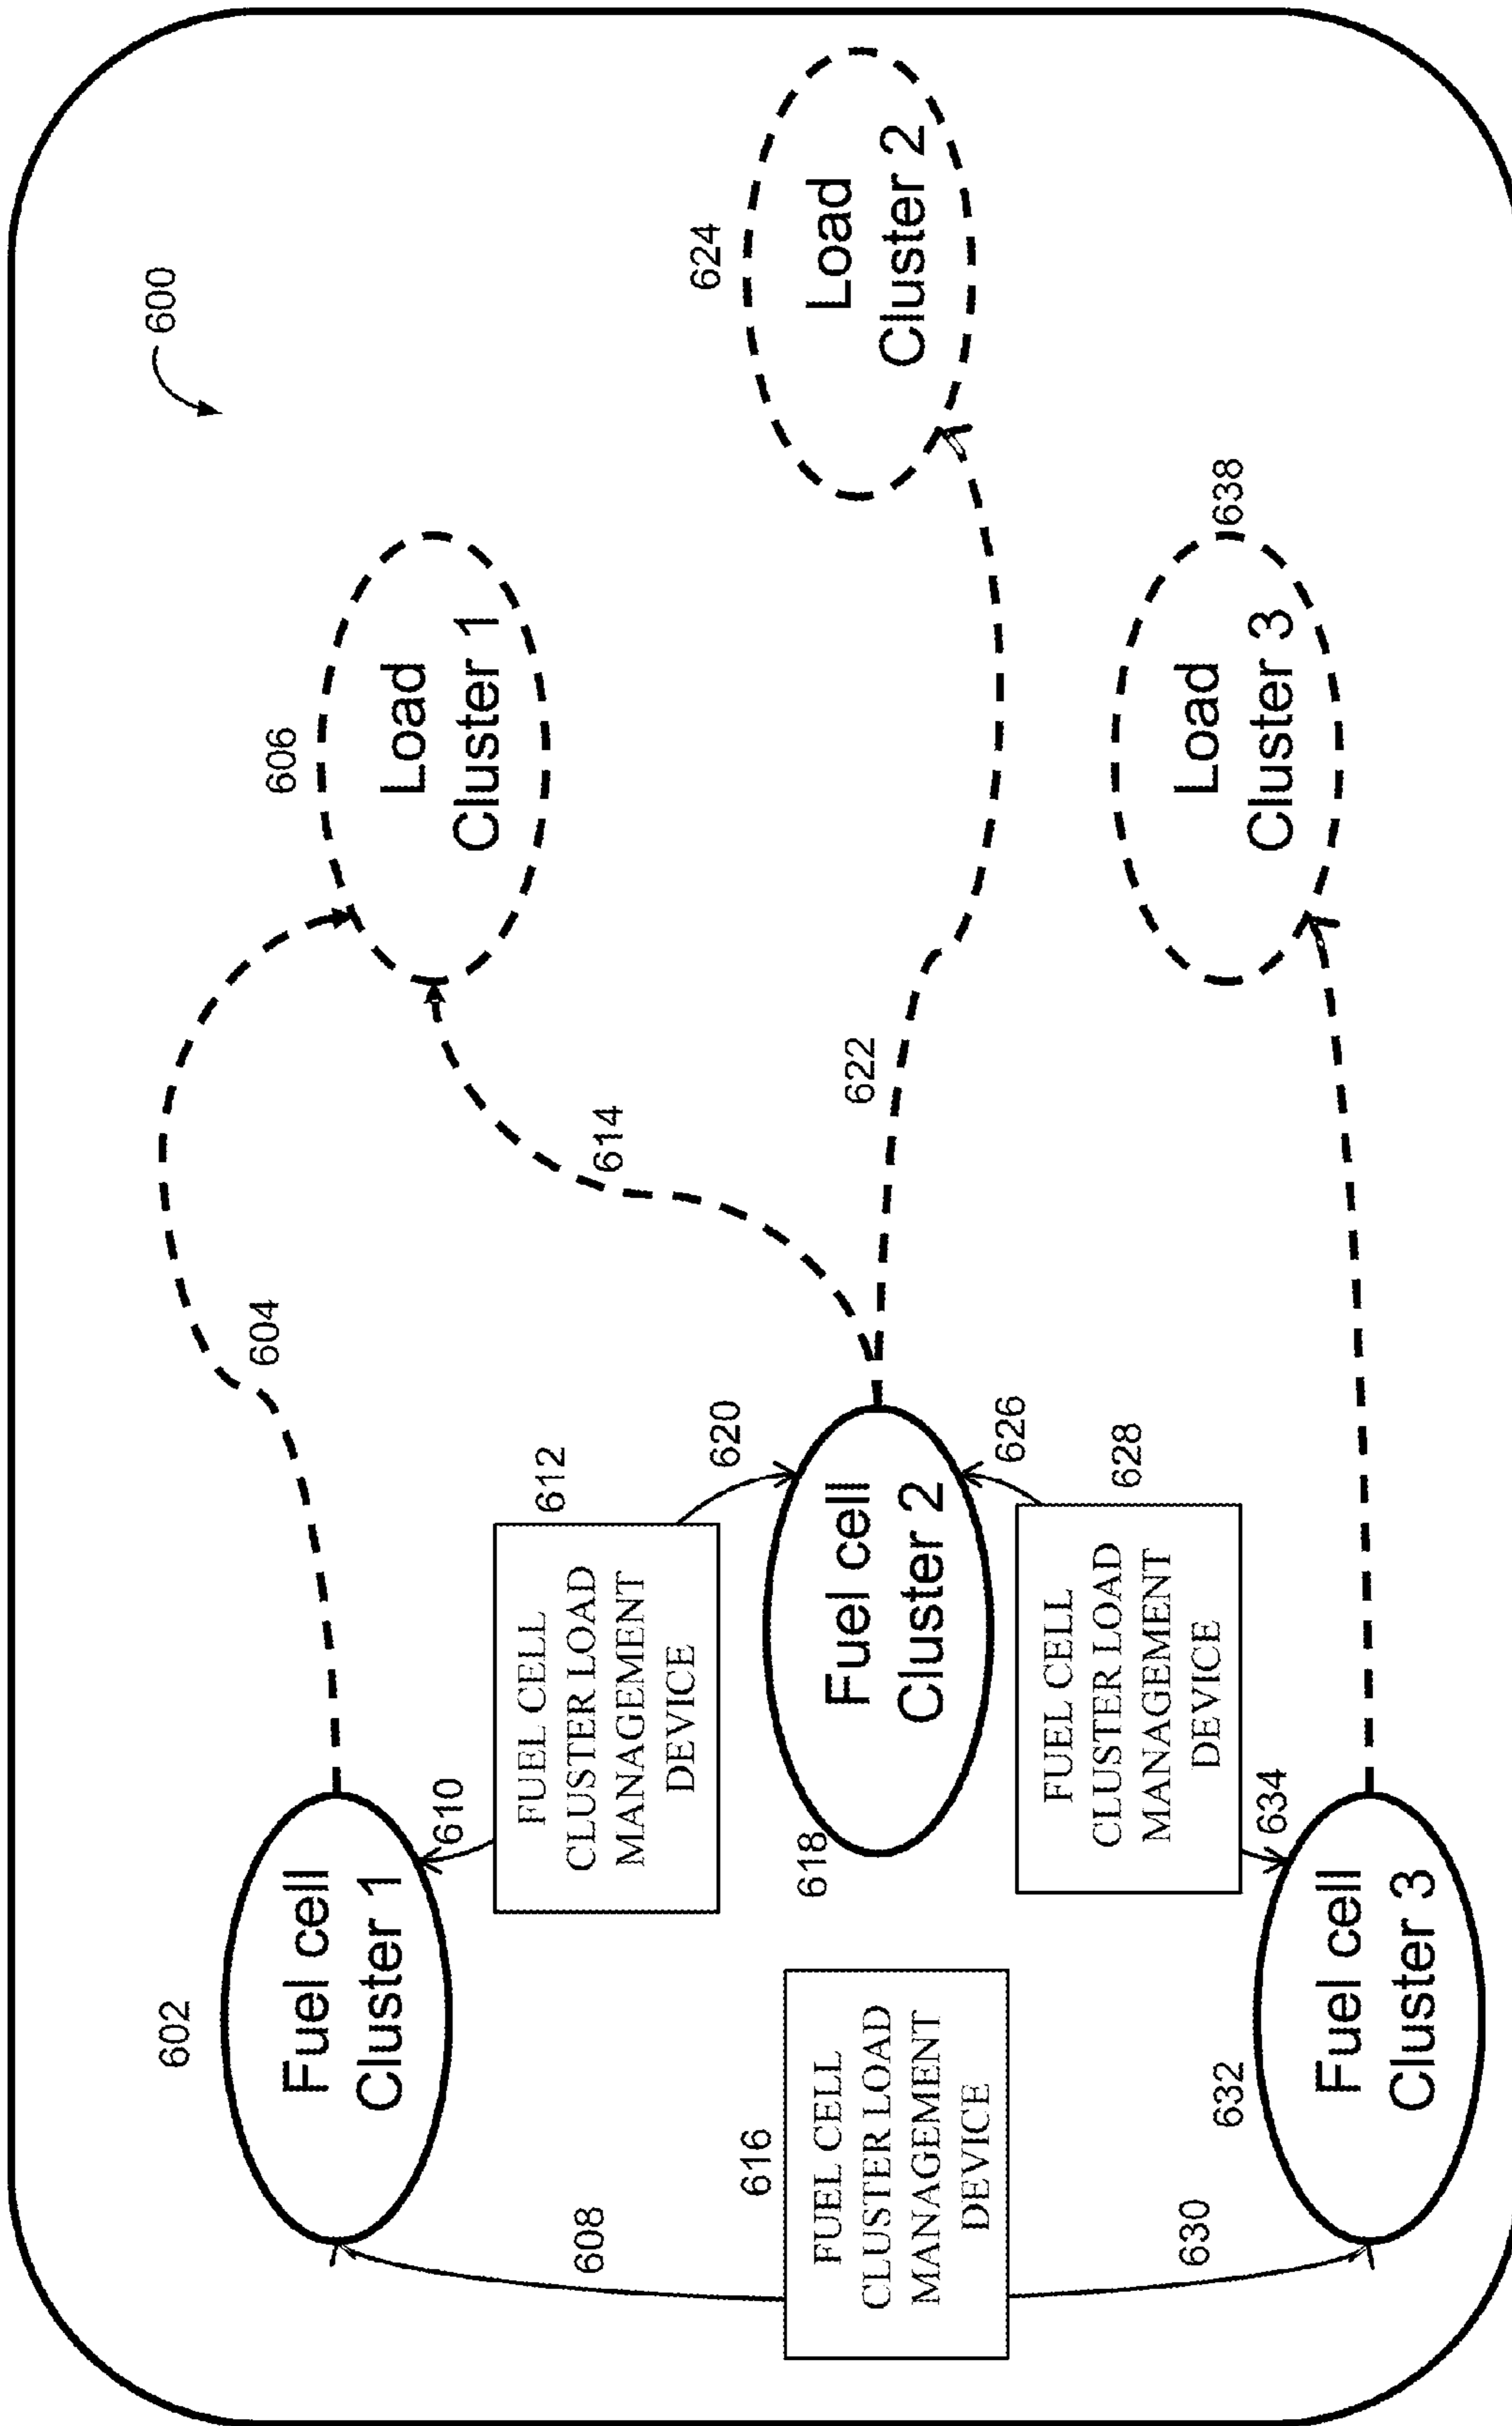 600
602
Fuel cell
Cluster 1
604
606
Load
Cluster 1
608
610
612
FUEL CELL
CLUSTER LOAD
MANAGEMENT
DEVICE
614
616
FUEL CELL
CLUSTER LOAD
MANAGEMENT
DEVICE
618
Fuel cell
Cluster 2
620
622
624
Load
Cluster 2
626
628
FUEL CELL
CLUSTER LOAD
MANAGEMENT
DEVICE
630
632
Fuel cell
Cluster 3
634
638
Load
Cluster 3